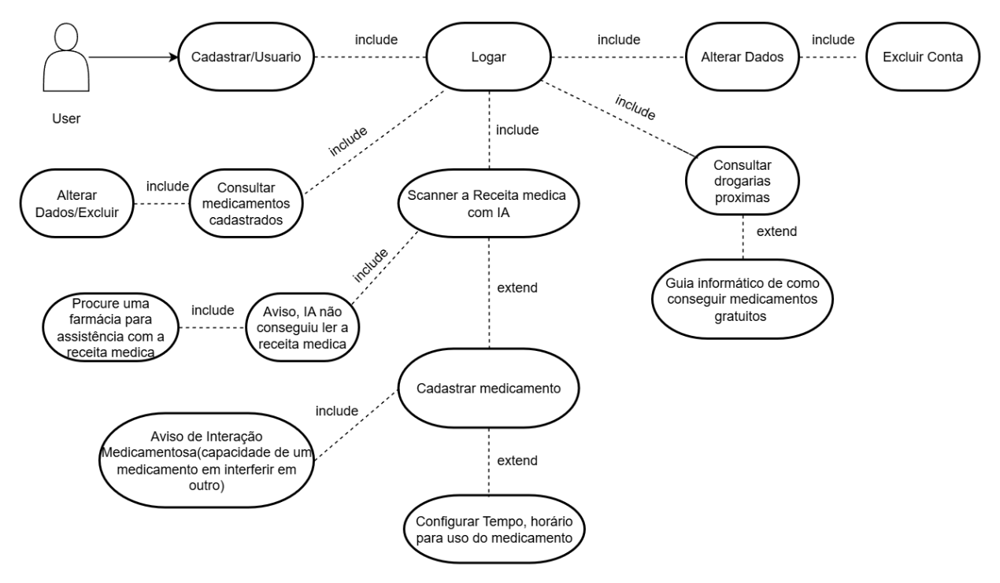 include
include
include
Cadastrar/Usuario
Logar
Alterar Dados
Excluir Conta
User
include
include
include
Alterar
Dados/Excluir
include
Consultar
medicamentos
cadastrados
Scanner a Receita medica
com IA
Consultar
drogarias
proximas
extend
include
extend
Guia informático de como
conseguir medicamentos
gratuitos
Procure uma
farmácia para
assistência com a
receita medica
include
Aviso, IA não
conseguiu ler a
receita medica
Cadastrar medicamento
include
Aviso de Interação
Medicamentosa(capacidade de um
medicamento em interferir em
outro)
extend
Configurar Tempo, horário
para uso do medicamento